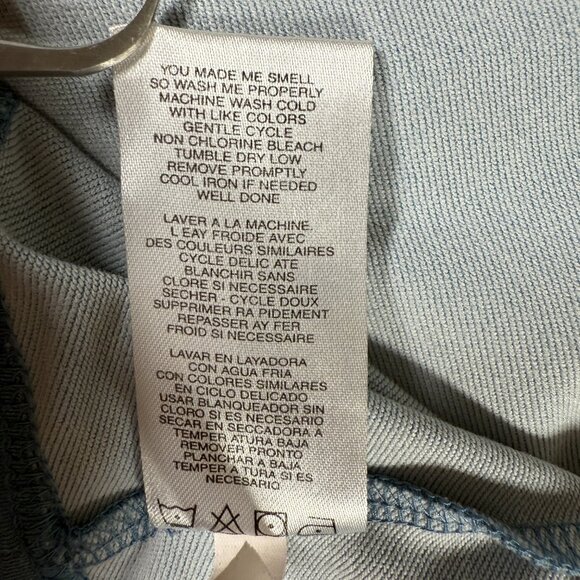 YOU MADE ME SMELL
SO WASH ME PROPERLY
MACHINE WASH COLD
WITH LIKE COLORS
GENTLE CYCLE
NON CHLORINE BLEACH
TUMBLE DRY LOW
REMOVE PROMPTLY
COOL IRON IF NEEDED
WELL DONE
LAVER A LA MACHINE.
L EAY FROIDE AVEC
DES COULEURS SIMILAIRES
CYCLE DELIC ATE
BLANCHIR SANS
CLORE SI NECESSAIRE
SECHER - CYCLE DOUX
SUPPRIMER RA PIDEMENT
REPASSER AY FER
FROID SI NECESSAIRE
LAVAR EN LAYADORA
CON AGUA FRIA
CON COLORES SIMILARES
EN CICLO DELICADO
USAR BLANQUEADOR SIN
CLORO SI ES NECESARIO
SECAR EN SECCADORA A
TEMPER ATURA BAJA
REMOVER PRONTO
PLANCHAR A BAJA
TEMPER A TURA SI ES
NECESARIO